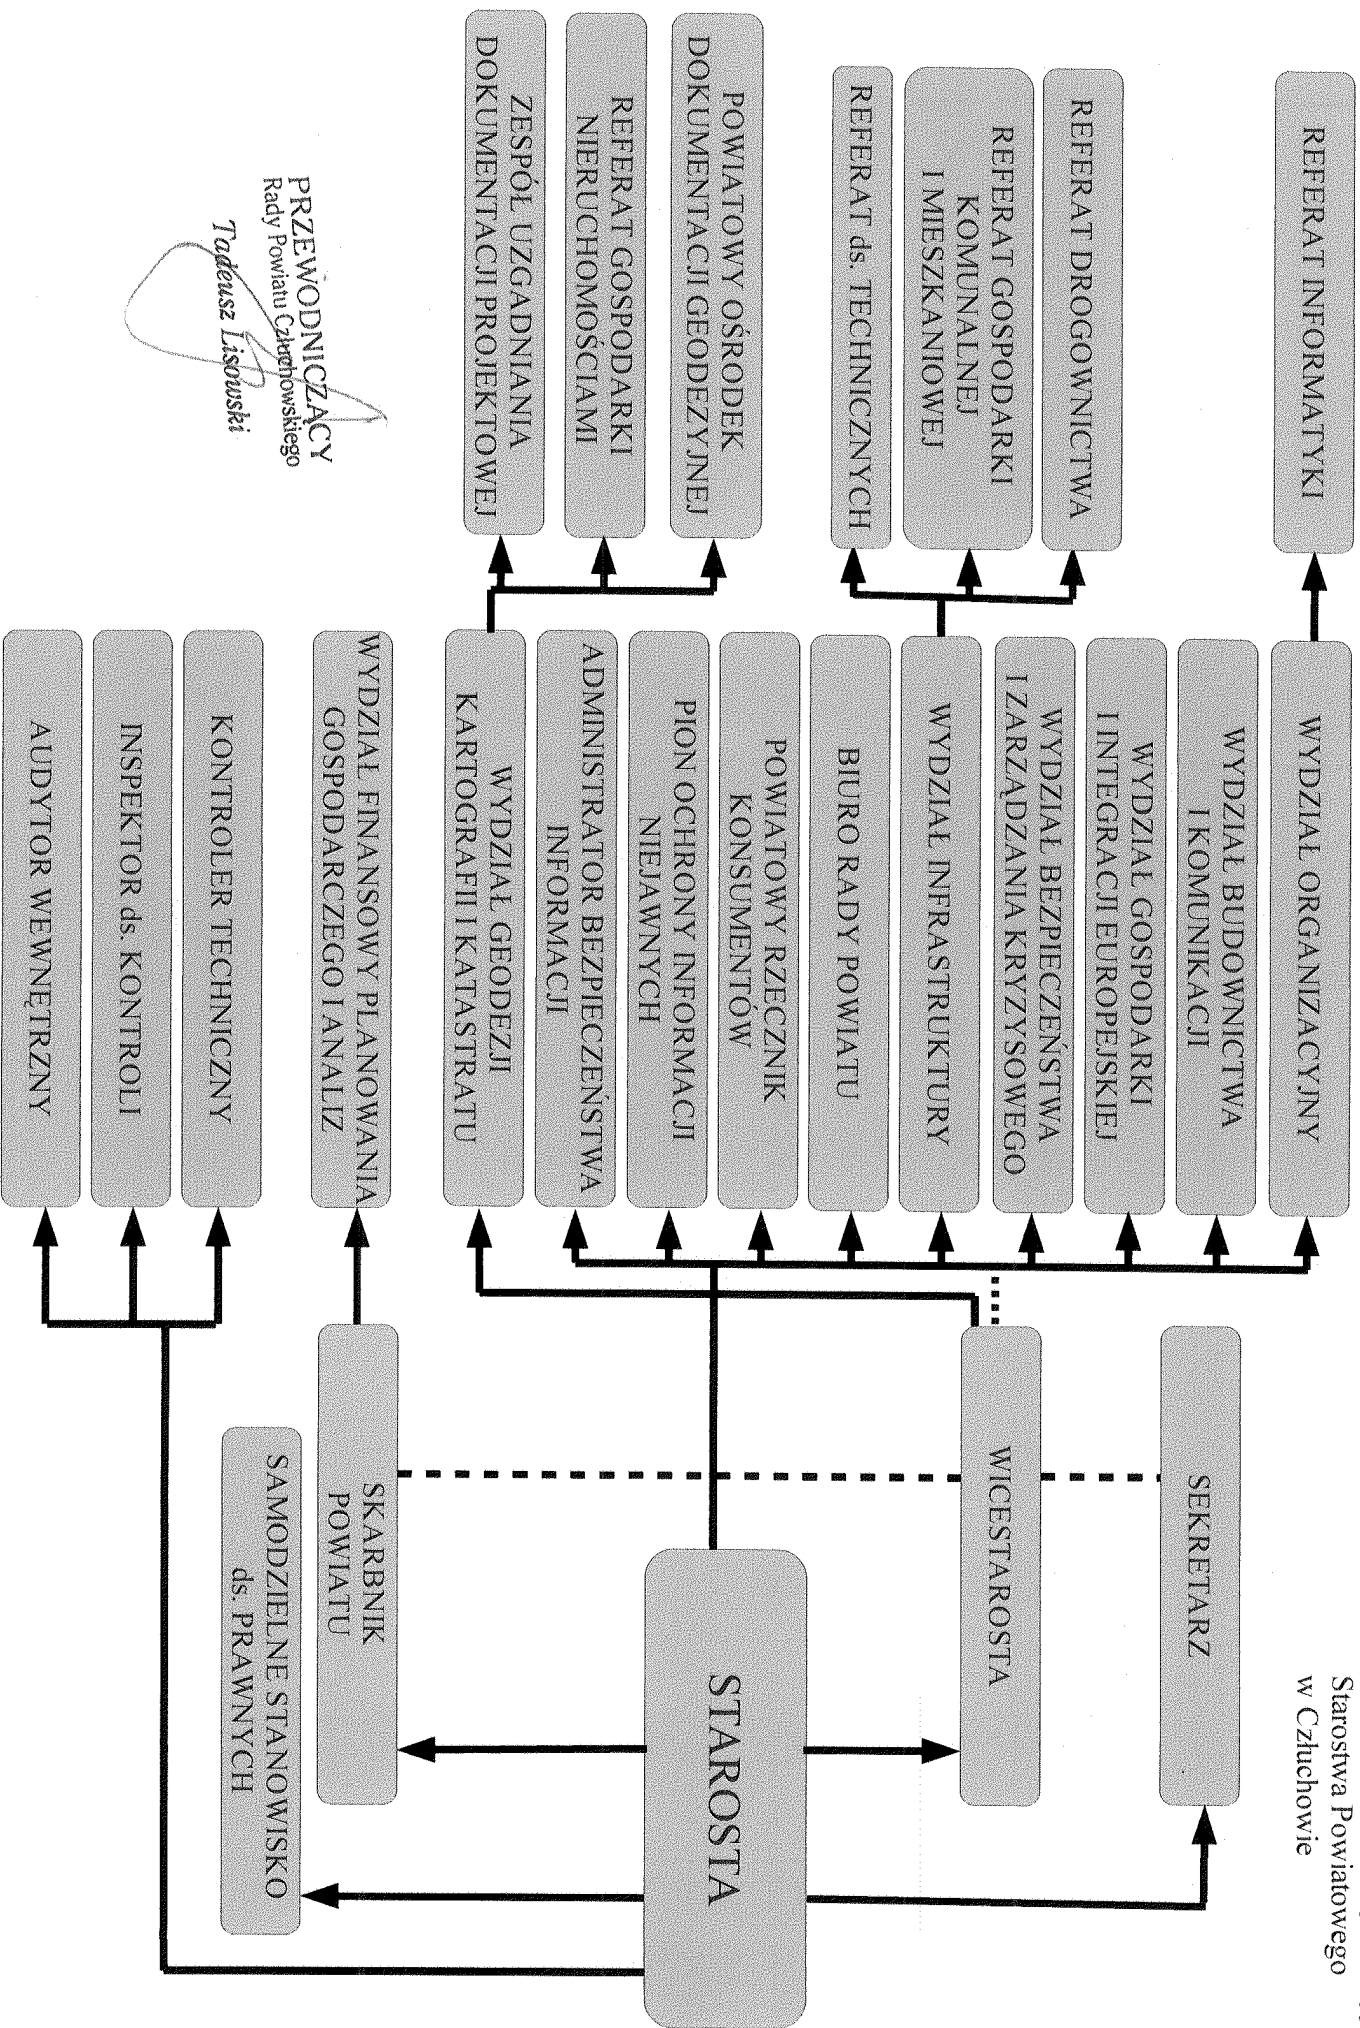 Starostwa Powiatowego
w Człuchowie
STAROSTA
SEKRETARZ
WICESTAROSTA
SKARBNIK
POWIATU
SAMODZIELNE STANOWISKO
ds. PRAWNYCH
WYDZIAŁ ORGANIZACYJNY
WYDZIAŁ BUDOWNICTWA
I KOMUNIKACJI
WYDZIAŁ GOSPODARKI
I INTEGRACJI EUROPEJSKIEJ
WYDZIAŁ BEZPIECZEŃSTWA
I ZARZĄDZANIA KRYZYSOWEGO
WYDZIAŁ INFRASTRUKTURY
BIURO RADY POWIATU
POWIATOWY RZECZNIK
KONSUMENTÓW
PION OCHRONY INFORMACJI
NIEJAWNYCH
ADMINISTRATOR BEZPIECZEŃSTWA
INFORMACJI
WYDZIAŁ GEODEZJI
KARTOGRAFII I KATASTRATU
WYDZIAŁ FINANSOWY PLANOWANIA
GOSPODARCZEGO I ANALIZ
KONTROLER TECHNICZNY
INSPEKTOR ds. KONTROLI
AUDYTOR WEWNĘTRZNY
REFERAT INFORMATYKI
REFERAT DROGOWNICTWA
REFERAT GOSPODARKI
KOMUNALNEJ
I MIESZKANIOWEJ
REFERAT ds. TECHNICZNYCH
POWIATOWY OŚRODEK
DOKUMENTACJI GEODEZYJNEJ
REFERAT GOSPODARKI
NIERUCHOMOŚCIAMI
ZESPÓŁ UZGADNIANIA
DOKUMENTACJI PROJEKTOWEJ
PRZEWODNICZĄCY
Rady Powiatu Człuchowskiego
Tadeusz Lisowski